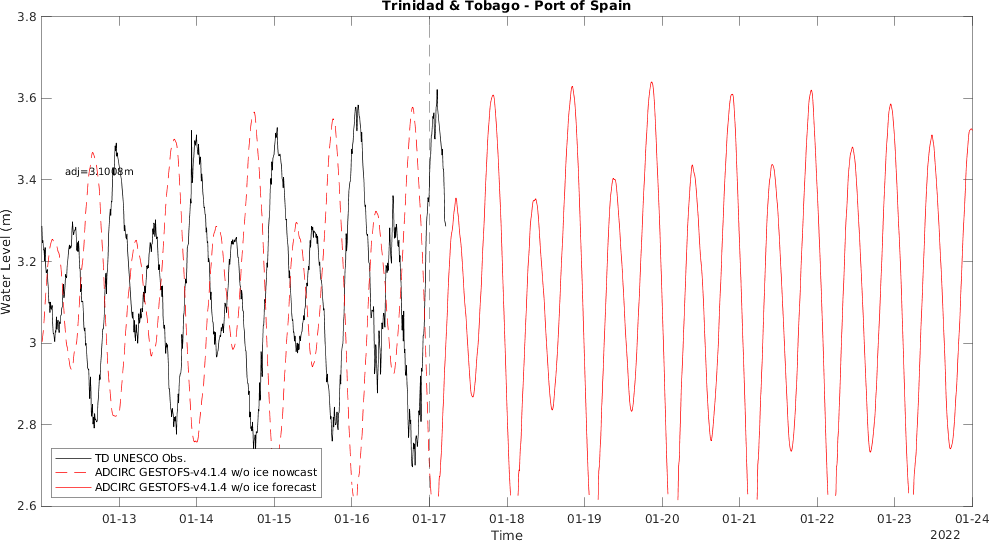 Trinidad & Tobago - Port of Spain
3.8
3.6
3.4
3.2
3
2.8
2.6
Water Level (m)
adj=3.1008m
TD UNESCO Obs.
ADCIRC GESTOFS-v4.1.4 w/o ice nowcast
ADCIRC GESTOFS-v4.1.4 w/o ice forecast
01-13 01-14 01-15 01-16 01-17 01-18 01-19 01-20 01-21 01-22 01-23 01-24
Time
2022